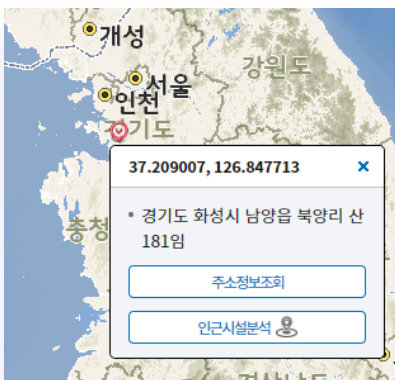 개성
서울
인천
강원도
경기도
37.209007, 126.847713 ×
• 경기도 화성시 남양읍 북양리 산
181임
충청
주소정보조회
인근시설분석